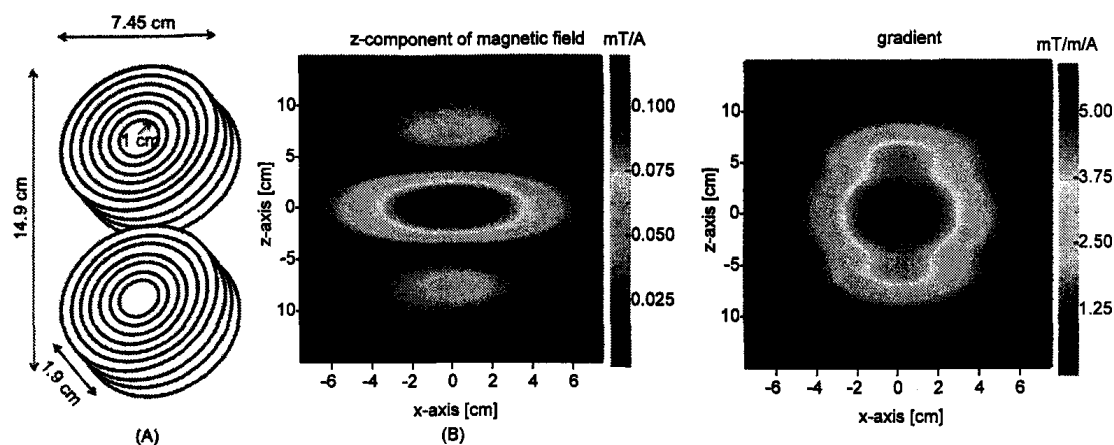 7.45 cm
14.9 cm
1 cm
1.9 cm
(A)
z-component of magnetic field
mT/A
0.100
0.075
0.050
0.025
z-axis [cm]
10
5
0
-5
10
-6 -4 -2 0 2 4 6
x-axis [cm]
(B)
gradient
mT/m/A
5.00
3.75
2.50
1.25
z-axis [cm]
10
5
0
-5
10
-6 -4 -2 0 2 4 6
x-axis [cm]